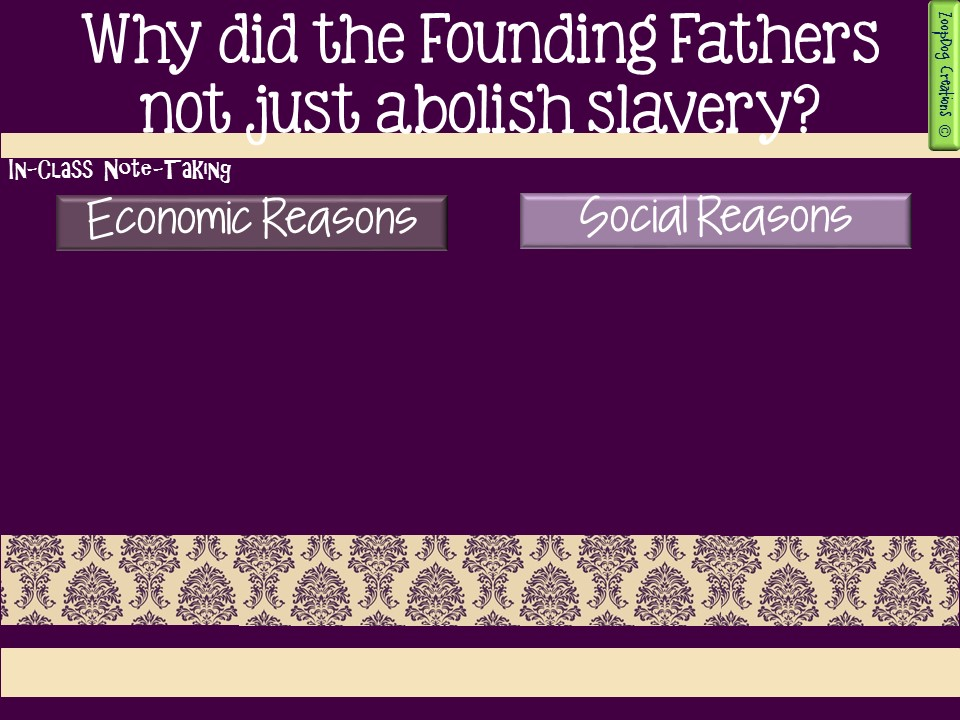 Why did the Founding Fathers
not just abolish slavery?
ZoopDog Creations ©
In-Class Note-Taking
Economic Reasons
Social Reasons